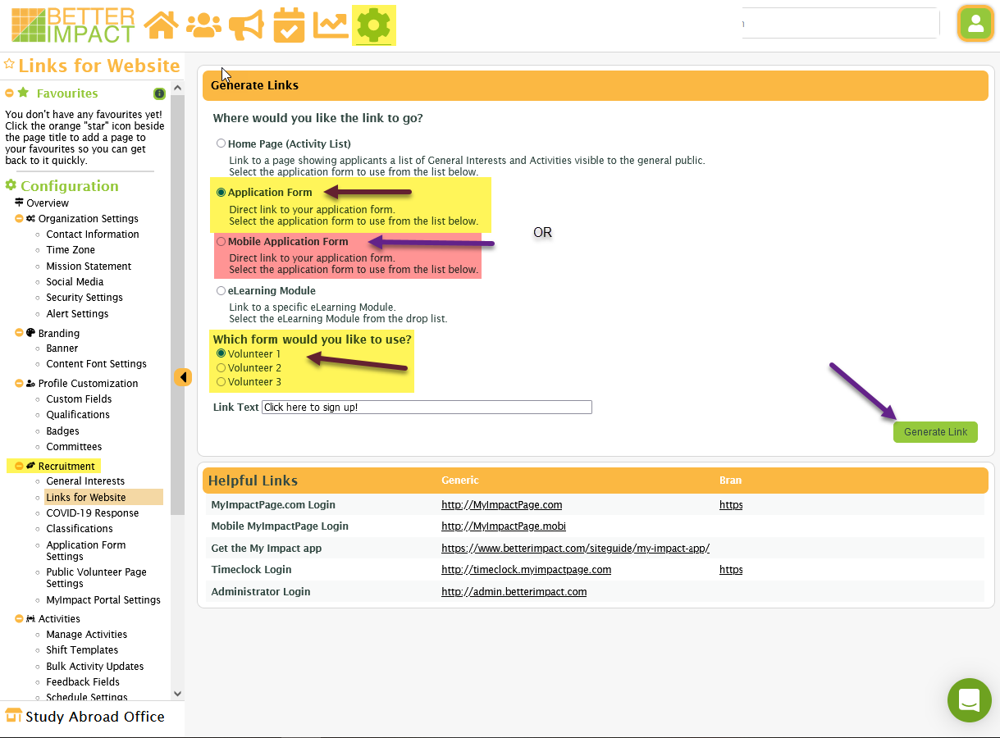 BETTER
IMPACT
Links for Website
Favourites
You don't have any favourites yet!
Click the orange "star" icon beside
the page title to add a page to
your favourites so you can get
back to it quickly.
Configuration
Overview
Organization Settings
Contact Information
Time Zone
Mission Statement
Social Media
Security Settings
Alert Settings
Branding
Banner
Content Font Settings
Profile Customization
Custom Fields
Qualifications
Badges
Committees
Recruitment
General Interests
Links for Website
COVID-19 Response
Classifications
Application Form
Settings
Public Volunteer Page
Settings
MyImpact Portal Settings
Activities
Manage Activities
Shift Templates
Bulk Activity Updates
Feedback Fields
Schedule Settings
Study Abroad Office
Generate Links
Where would you like the link to go?
Home Page (Activity List)
Link to a page showing applicants a list of General Interests and Activities visible to the general public.
Select the application form to use from the list below.
Application Form
Direct link to your application form.
Select the application form to use from the list below.
OR
Mobile Application Form
Direct link to your application form.
Select the application form to use from the list below.
eLearning Module
Link to a specific eLearning Module.
Select the eLearning Module from the drop list.
Which form would you like to use?
Volunteer 1
Volunteer 2
Volunteer 3
Link Text Click here to sign up!
Generate Link
Helpful Links Generic Bran
MyImpactPage.com Login http://MyImpactPage.com https
Mobile MyImpactPage Login http://MyImpactPage.mobi
Get the My Impact app https://www.betterimpact.com/siteguide/my-impact-app/
Timeclock Login http://timeclock.myimpactpage.com https
Administrator Login http://admin.betterimpact.com